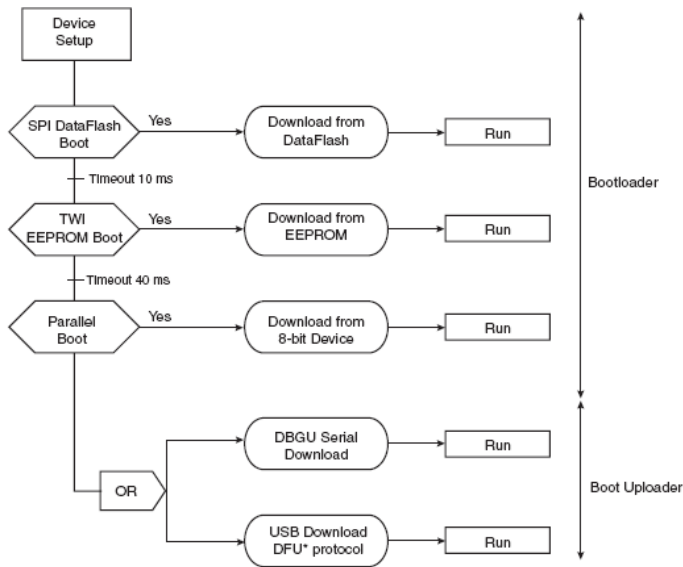 Device
Setup
SPI DataFlash
Boot
Yes
Download from
DataFlash
Run
Timeout 10 ms
Bootloader
TWI
EEPROM Boot
Yes
Download from
EEPROM
Run
Timeout 40 ms
Parallel
Boot
Yes
Download from
8-bit Device
Run
DBGU Serial
Download
Run
OR
Boot Uploader
USB Download
DFU* protocol
Run